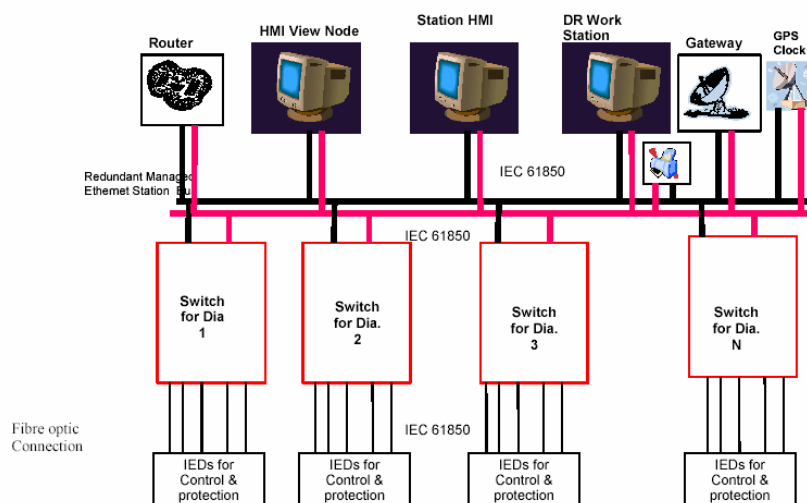 Router
HMI View Node
Station HMI
DR Work
Station
Gateway
GPS
Clock
Redundant Managed
Ethernet Station Bu
IEC 61850
IEC 61850
Switch
for Dia
1
Switch
for Dia.
2
Switch
for Dia.
3
Switch
for Dia.
N
Fibre optic
Connection
IEC 61850
IEDs for
Control &
protection
IEDs for
Control &
protection
IEDs for
Control &
protection
IEDs for
Control &
protection